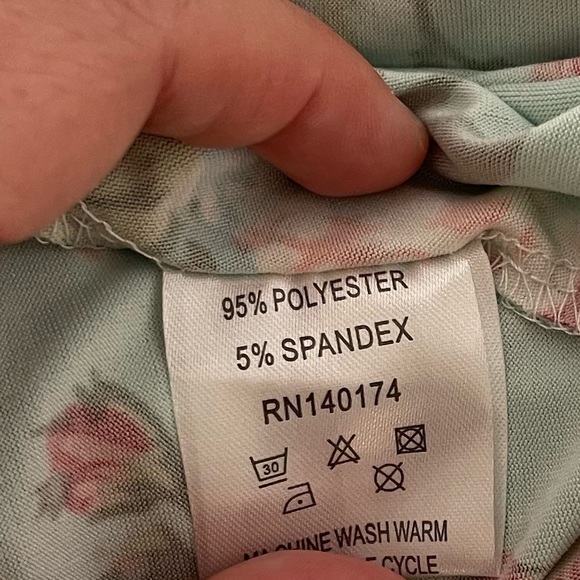 95% POLYESTER
5% SPANDEX
RN140174
30
MACHINE WASH WARM
CYCLE